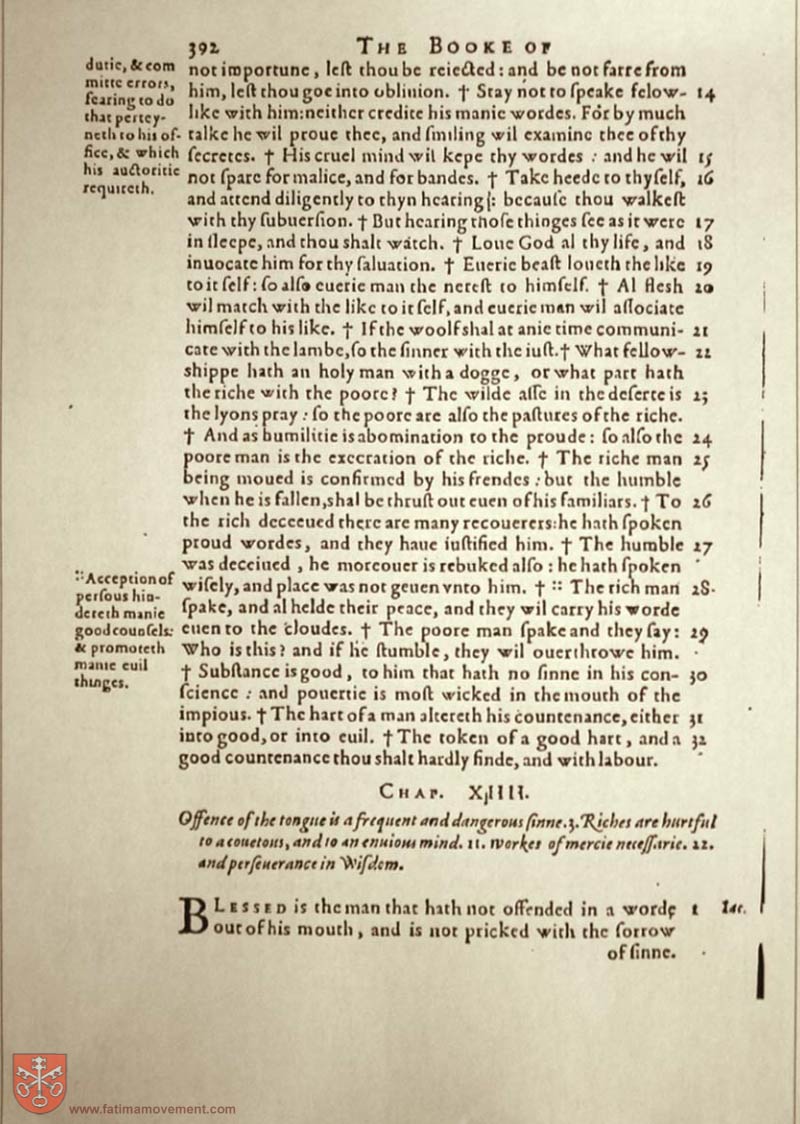 392 THE BOOKE OF
dutie, & com
mitte errors,
fearing to do
that pertey-
neth to his of-
fice, & which
his auctoritie
requireth.
not importune, lest thou be reiected: and be not farre from
him, lest thou goe into obliuion. † Stay not to speake felow- 14
like with him: neither credite his manie wordes. For by much
talke he wil proue thee, and smiling wil examine thee of thy
secretes. † His cruel mind wil kepe thy wordes : and he wil 15
not spare for malice, and for bandes. † Take heede to thy self, 16
and attend diligently to thyn hearing: because thou walkest
with thy subuersion. † But hearing those thinges see as it were 17
in sleepe, and thou shalt watch. † Loue God al thy life, and 18
inuocate him for thy saluation. † Euerie beast loueth the like 19
to it self: so also euerie man the nerest to himself. † Al flesh 20
wil match with the like to it self, and euerie man wil associate
himself to his like. † If the woolf shal at anie time communi- 21
cate with the lambe, so the sinner with the iust. † What fellow- 22
shippe hath an holy man with a dogge, or what part hath
the riche with the poore? † The wilde asse in the deserte is 23
the lyons pray : so the poore are also the pastures of the riche.
† And as humilitie is abomination to the proude: so also the 24
poore man is the execration of the riche. † The riche man 25
being moued is confirmed by his frendes : but the humble
when he is fallen, shal be thrust out euen of his familiars. † To 26
the rich deceeued there are many recouerers: he hath spoken
proud wordes, and they haue iustified him. † The humble 27
was deceiued, he moreouer is rebuked also : he hath spoken
wisely, and place was not geuen vnto him. † :: The rich man 28
spake, and al helde their peace, and they wil carry his worde
euen to the cloudes. † The poore man spake and they say: 29
Who is this? and if he stumble, they wil ouerthrowe him.
† Substance is good, to him that hath no sinne in his con- 30
science : and pouertie is most wicked in the mouth of the
impious. † The hart of a man altereth his countenance, either 31
into good, or into euil. † The token of a good hart, and a 32
good countenance thou shalt hardly finde, and with labour.
:: Acception of
persons hin-
dereth manie
good counsels:
& promoteth
manie euil
thinges.
CHAP. XIIII.
Offence of the tongue is a frequent and dangerous sinne. 3. Riches are hurtful
to a couetous, and to an enuious mind. 11. Workes of mercie necessarie. 22.
and perseuerance in Wisdom.
BLESSED is the man that hath not offended in a worde 1 Iac.
out of his mouth, and is not pricked with the sorrow
of sinne.
www.fatimamovement.com